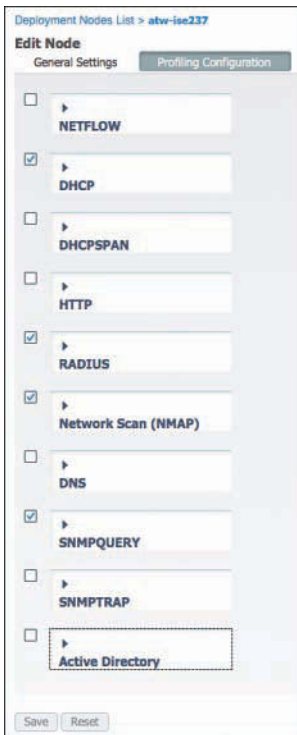 Deployment Nodes List > atw-ise237
Edit Node
General Settings Profiling Configuration
NETFLOW
DHCP
DHCPSPAN
HTTP
RADIUS
Network Scan (NMAP)
DNS
SNMPQUERY
SNMPTRAP
Active Directory
Save Reset